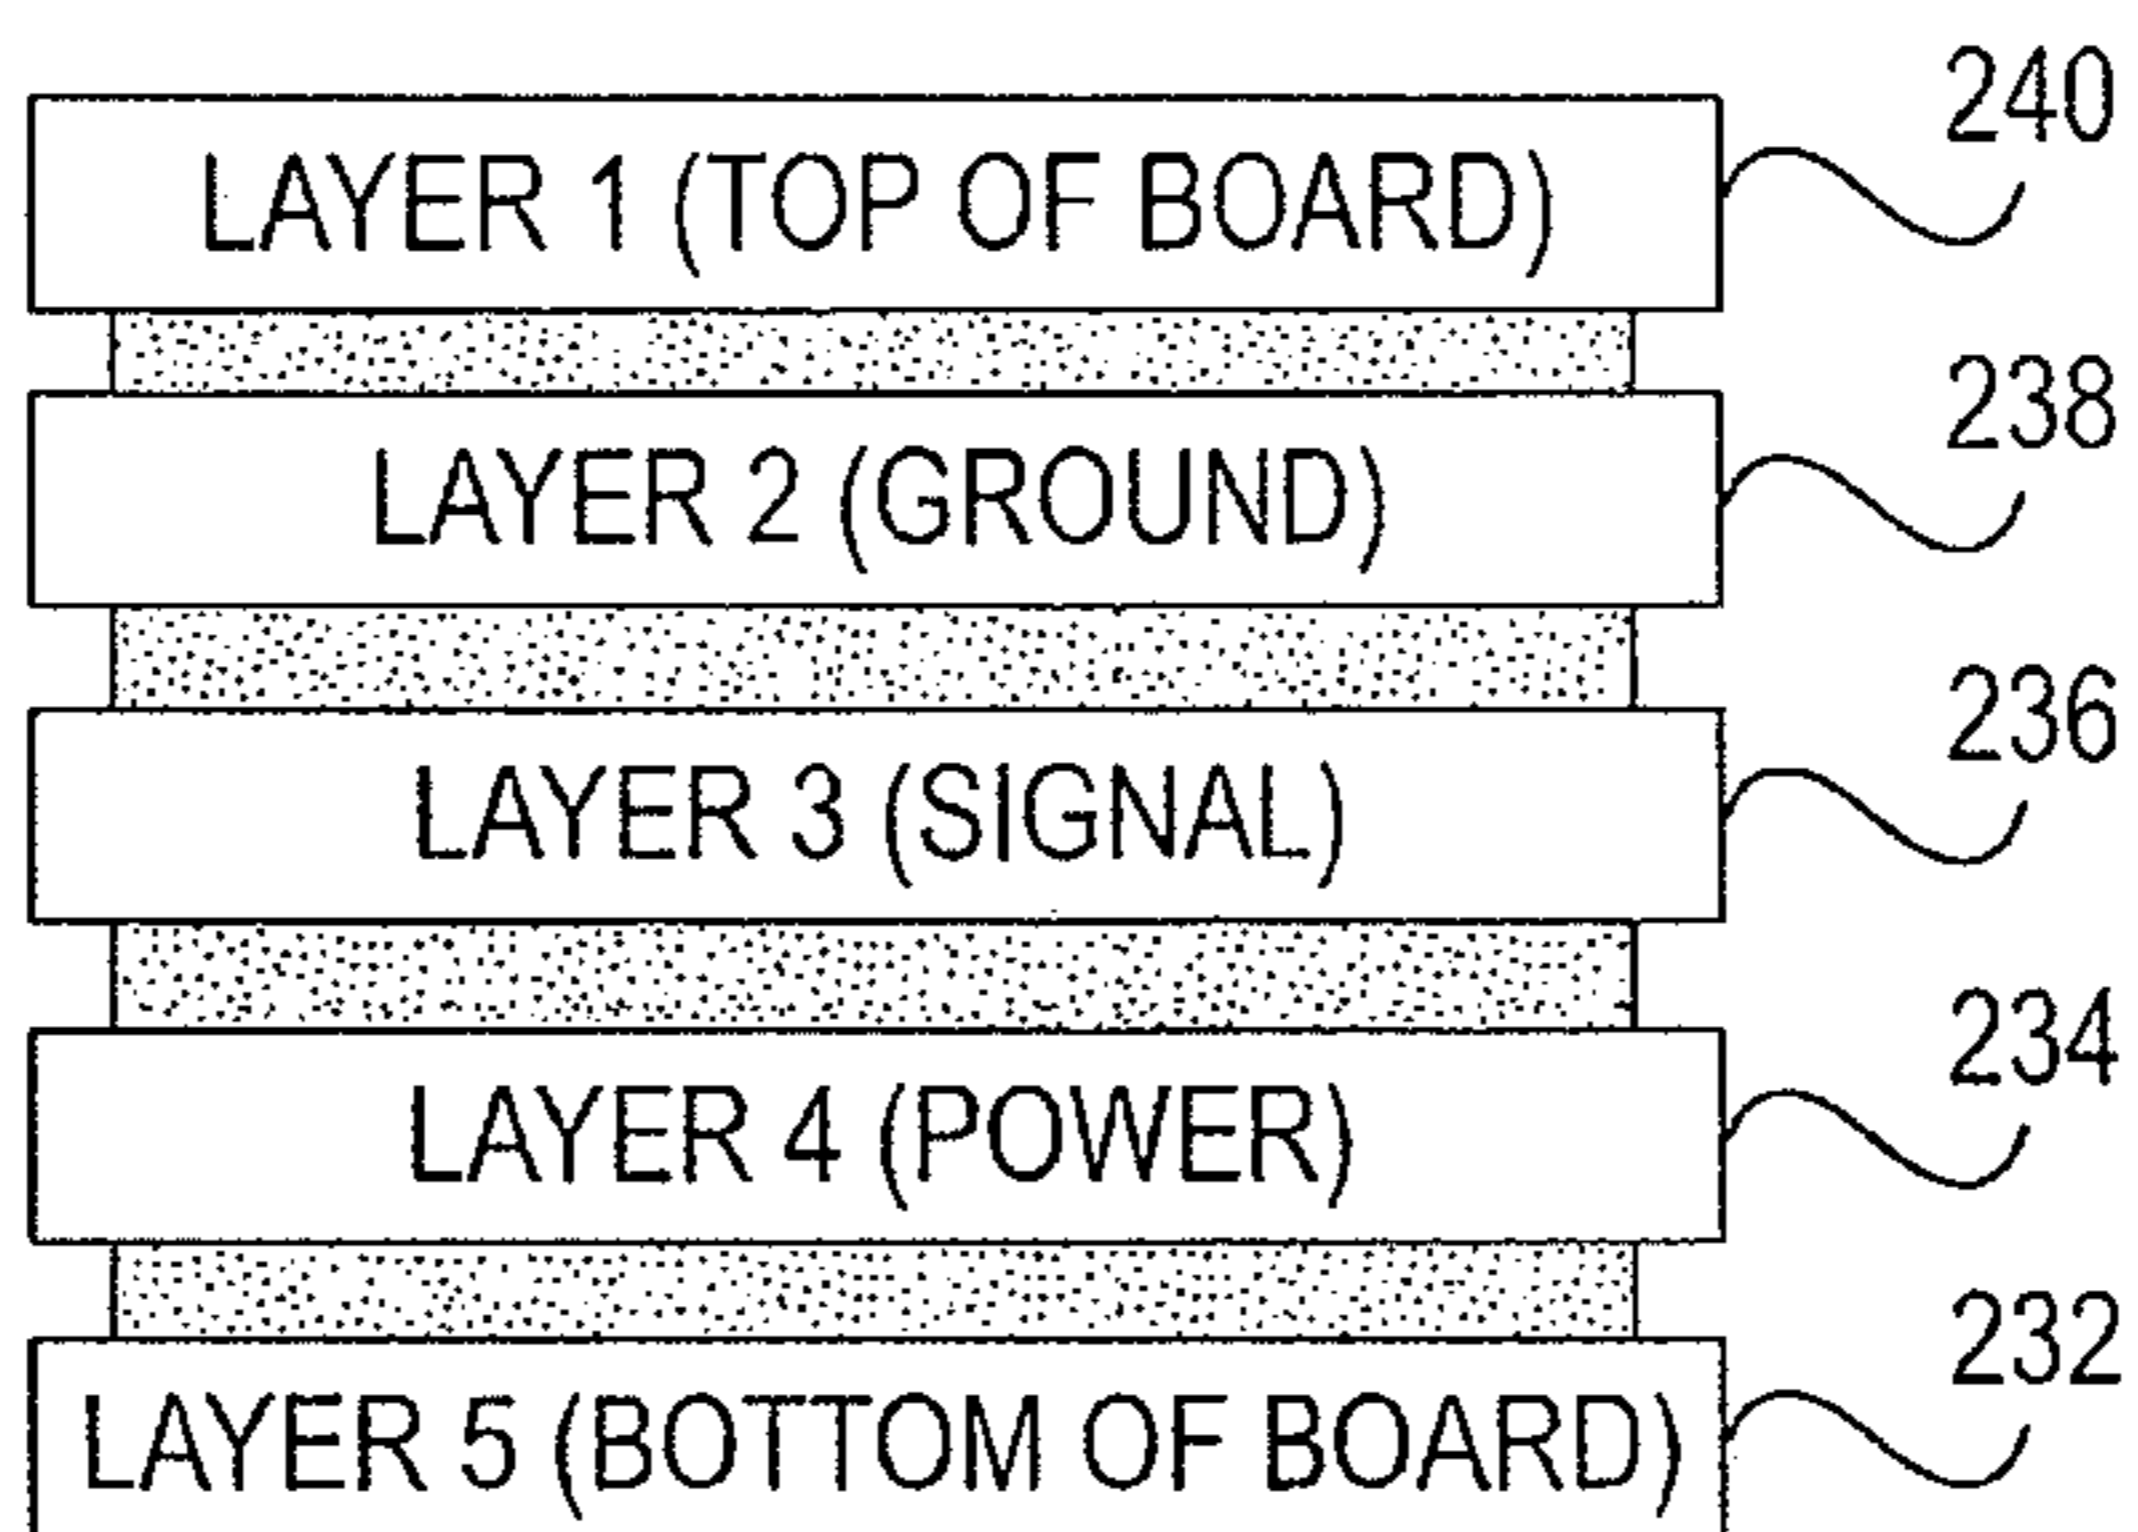 240
LAYER 1 (TOP OF BOARD)
238
LAYER 2 (GROUND)
236
LAYER 3 (SIGNAL)
234
LAYER 4 (POWER)
232
LAYER 5 (BOTTOM OF BOARD)